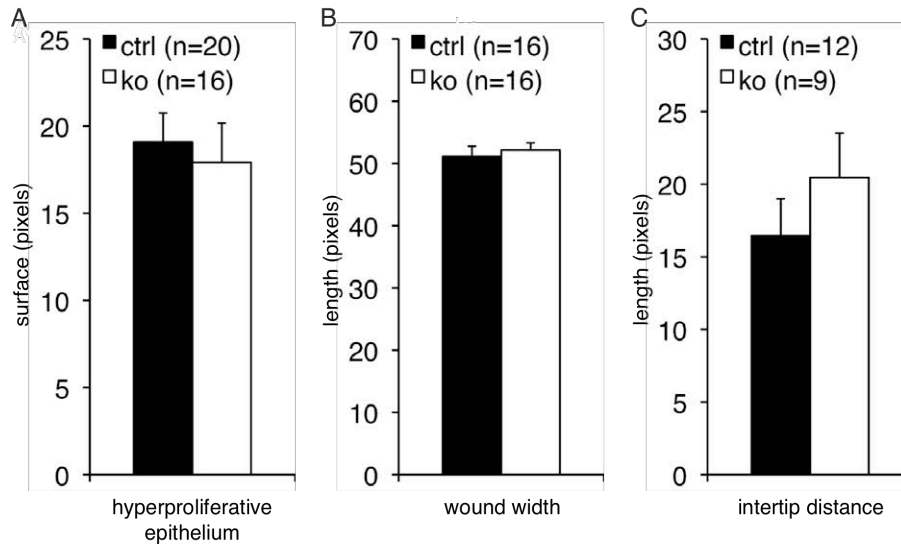 A
25
20
15
10
5
0
surface (pixels)
ctrl (n=20)
ko (n=16)
hyperproliferative
epithelium
B
70
60
50
40
30
20
10
0
length (pixels)
ctrl (n=16)
ko (n=16)
wound width
C
30
25
20
15
10
5
0
length (pixels)
ctrl (n=12)
ko (n=9)
intertip distance